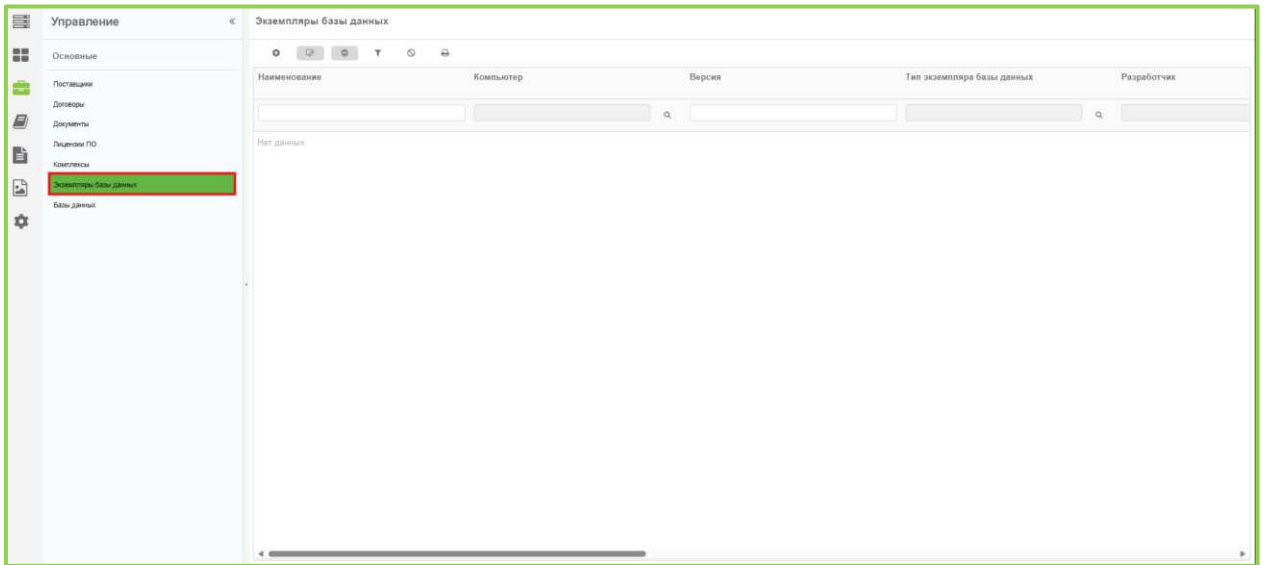 Управление « Экземпляры базы данных
Основные
Поставщики
Договоры
Документы
Лицензии ПО
Комплексы
Экземпляры базы данных
Базы данных
Наименование Компьютер Версия Тип экземпляра базы данных Разработчик
Нет данных